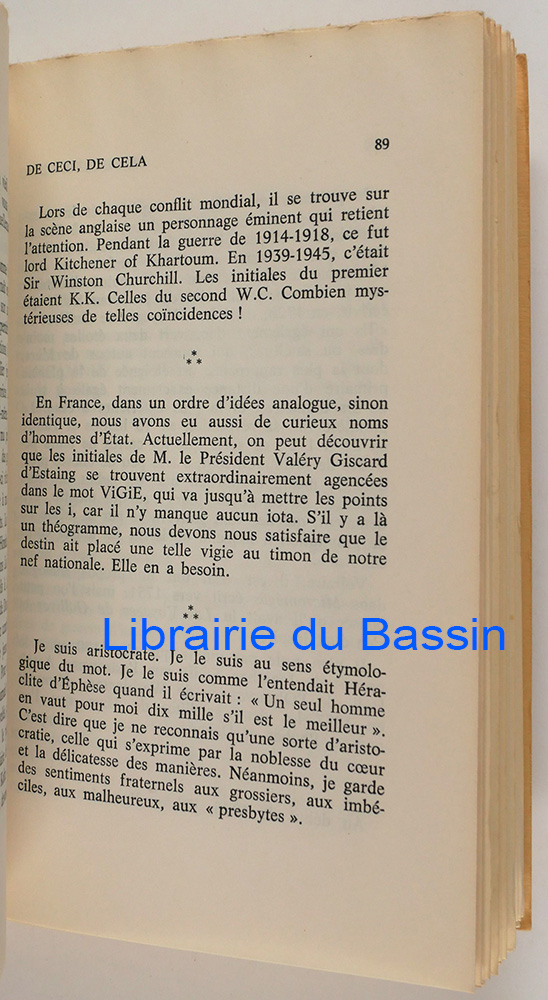 DE CECI, DE CELA
89
Lors de chaque conflit mondial, il se trouve sur
la scène anglaise un personnage éminent qui retient
l'attention. Pendant la guerre de 1914-1918, ce fut
lord Kitchener of Khartoum. En 1939-1945, c'était
Sir Winston Churchill. Les initiales du premier
étaient K.K. Celles du second W.C. Combien mys-
térieuses de telles coïncidences !
***
En France, dans un ordre d'idées analogue, sinon
identique, nous avons eu aussi de curieux noms
d'hommes d'État. Actuellement, on peut découvrir
que les initiales de M. le Président Valéry Giscard
d'Estaing se trouvent extraordinairement agencées
dans le mot ViGiE, qui va jusqu'à mettre les points
sur les i, car il n'y manque aucun iota. S'il y a là
un théogramme, nous devons nous satisfaire que le
destin ait placé une telle vigie au timon de notre
nef nationale. Elle en a besoin.
***
Librairie du Bassin
Je suis aristocrate. Je le suis au sens étymolo-
gique du mot. Je le suis comme l'entendait Héra-
clite d'Éphèse quand il écrivait : « Un seul homme
en vaut pour moi dix mille s'il est le meilleur ».
C'est dire que je ne reconnais qu'une sorte d'aristo-
cratie, celle qui s'exprime par la noblesse du cœur
et la délicatesse des manières. Néanmoins, je garde
des sentiments fraternels aux grossiers, aux imbé-
ciles, aux malheureux, aux « presbytes ».